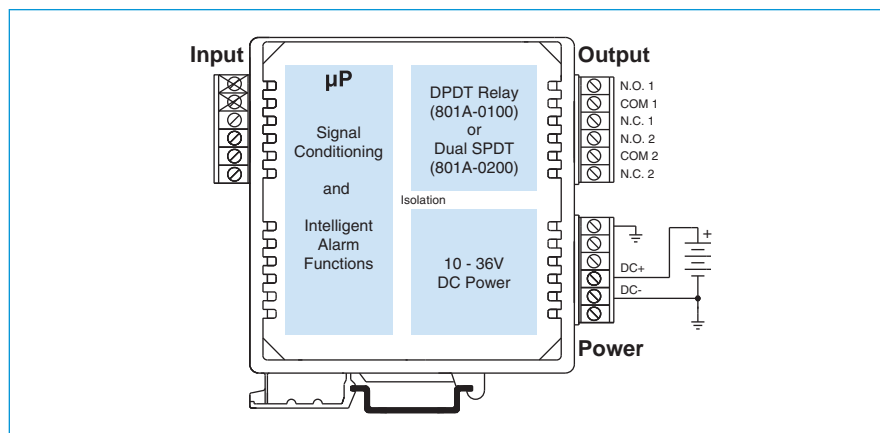 Input
Output
µP
Signal
Conditioning
and
Intelligent
Alarm
Functions
DPDT Relay
(801A-0100)
or
Dual SPDT
(801A-0200)
Isolation
10 - 36V
DC Power
N.O. 1
COM 1
N.C. 1
N.O. 2
COM 2
N.C. 2
+
DC+
DC-
Power